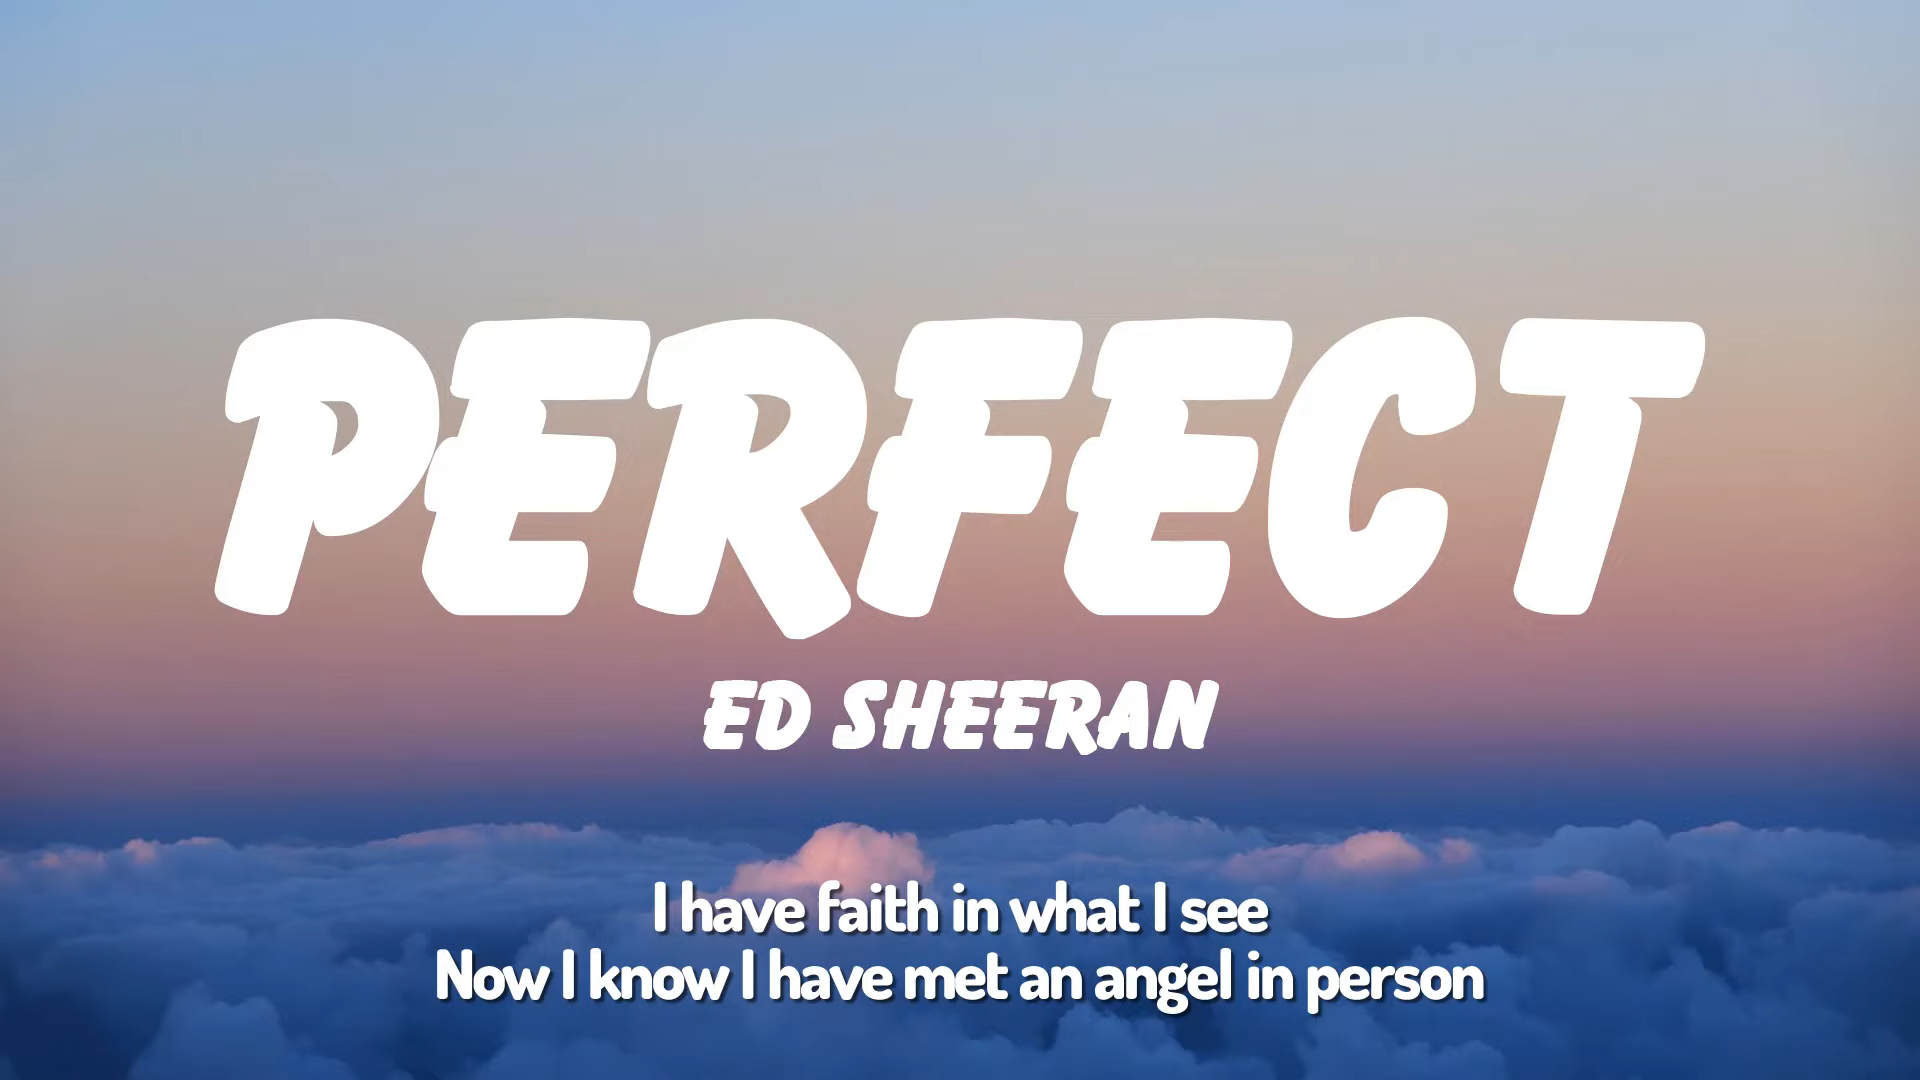 PERFECT
ED SHEERAN
I have faith in what I see
Now I know I have met an angel in person